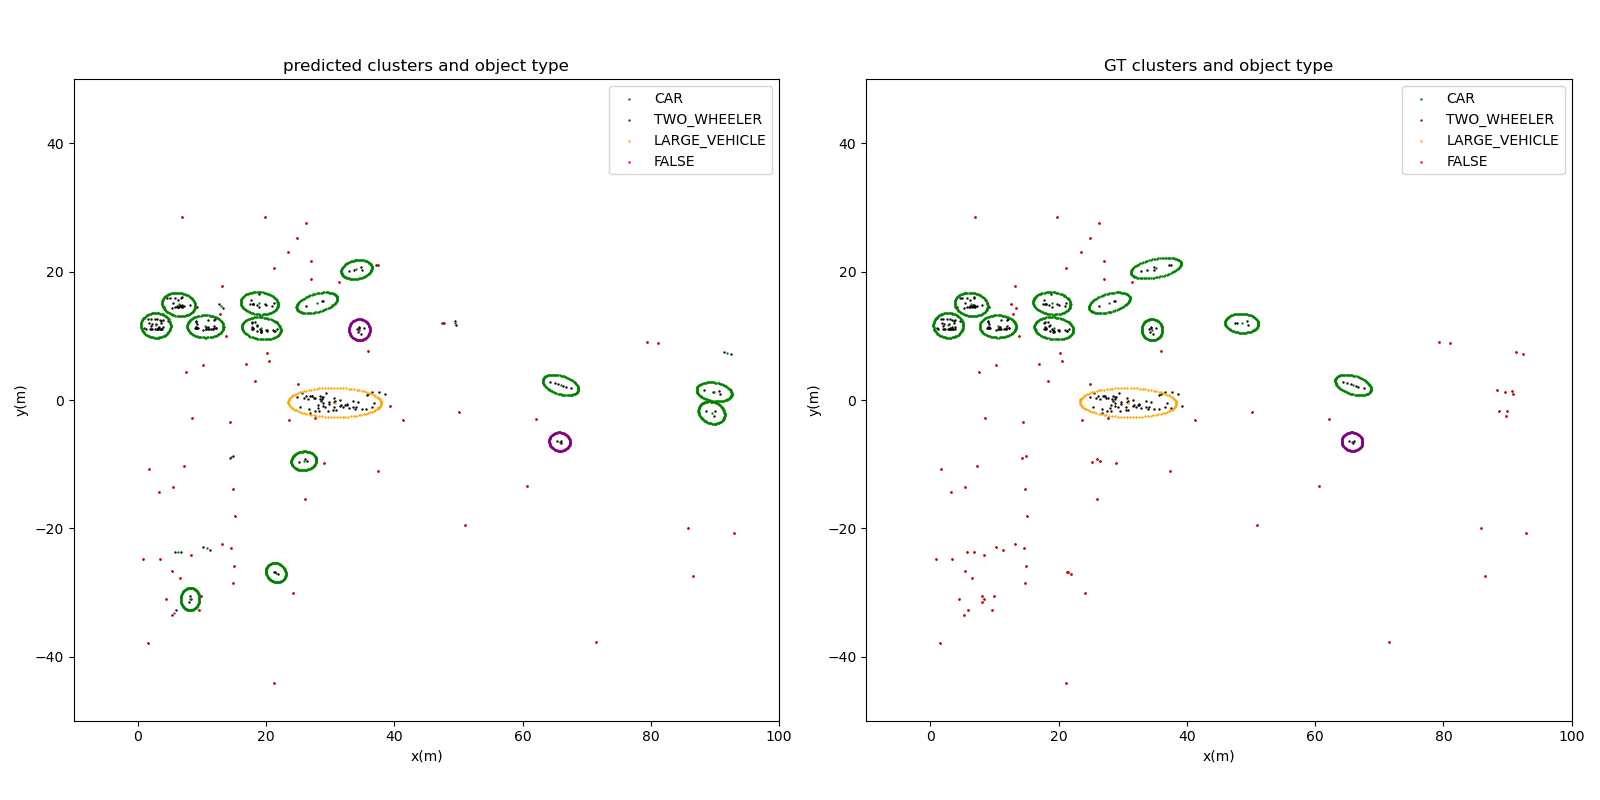 predicted clusters and object type
CAR
TWO_WHEELER
LARGE_VEHICLE
FALSE
40
20
0
−20
−40
y(m)
0
20
40
60
80
100
x(m)
GT clusters and object type
CAR
TWO_WHEELER
LARGE_VEHICLE
FALSE
40
20
0
−20
−40
y(m)
0
20
40
60
80
100
x(m)